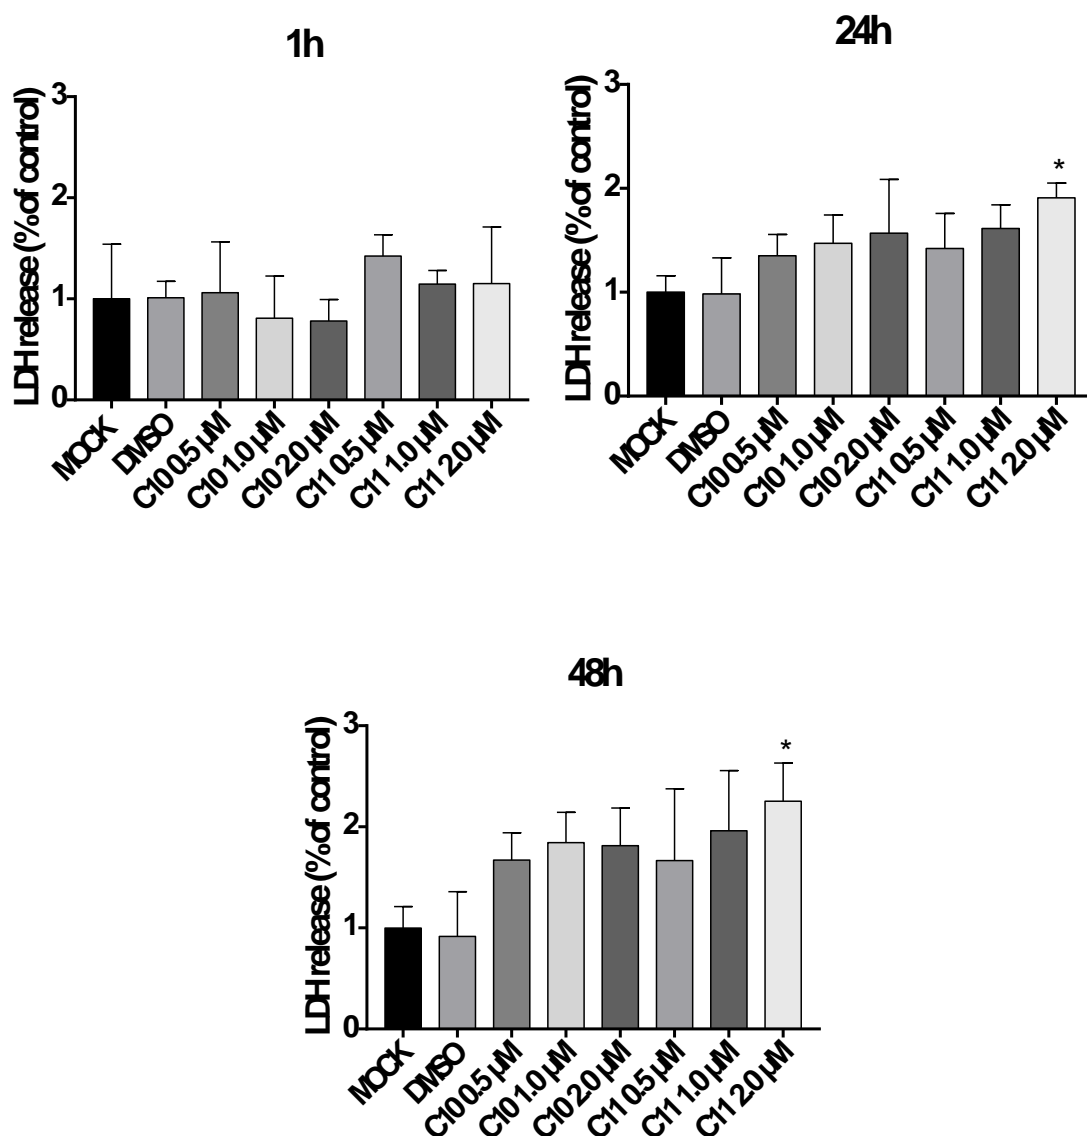 1h
LDH release (% of control)
3
2
1
0
MOCK
DMSO
C10 0.5 µM
C10 1.0 µM
C10 2.0 µM
C11 0.5 µM
C11 1.0 µM
C11 2.0 µM
24h
LDH release (% of control)
3
2
1
0
*
MOCK
DMSO
C10 0.5 µM
C10 1.0 µM
C10 2.0 µM
C11 0.5 µM
C11 1.0 µM
C11 2.0 µM
48h
LDH release (% of control)
3
2
1
0
*
MOCK
DMSO
C10 0.5 µM
C10 1.0 µM
C10 2.0 µM
C11 0.5 µM
C11 1.0 µM
C11 2.0 µM